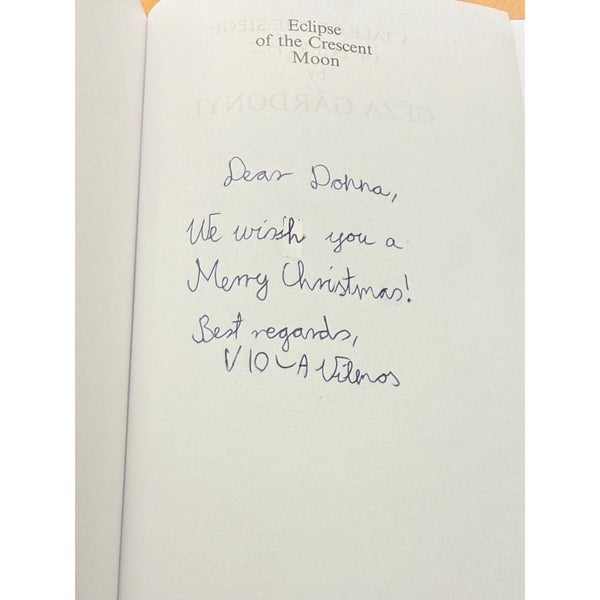 Eclipse
of the Crescent
Moon
Dear Donna,
We wish you a
Merry Christmas!
Best regards,
VIOLA Vilmos